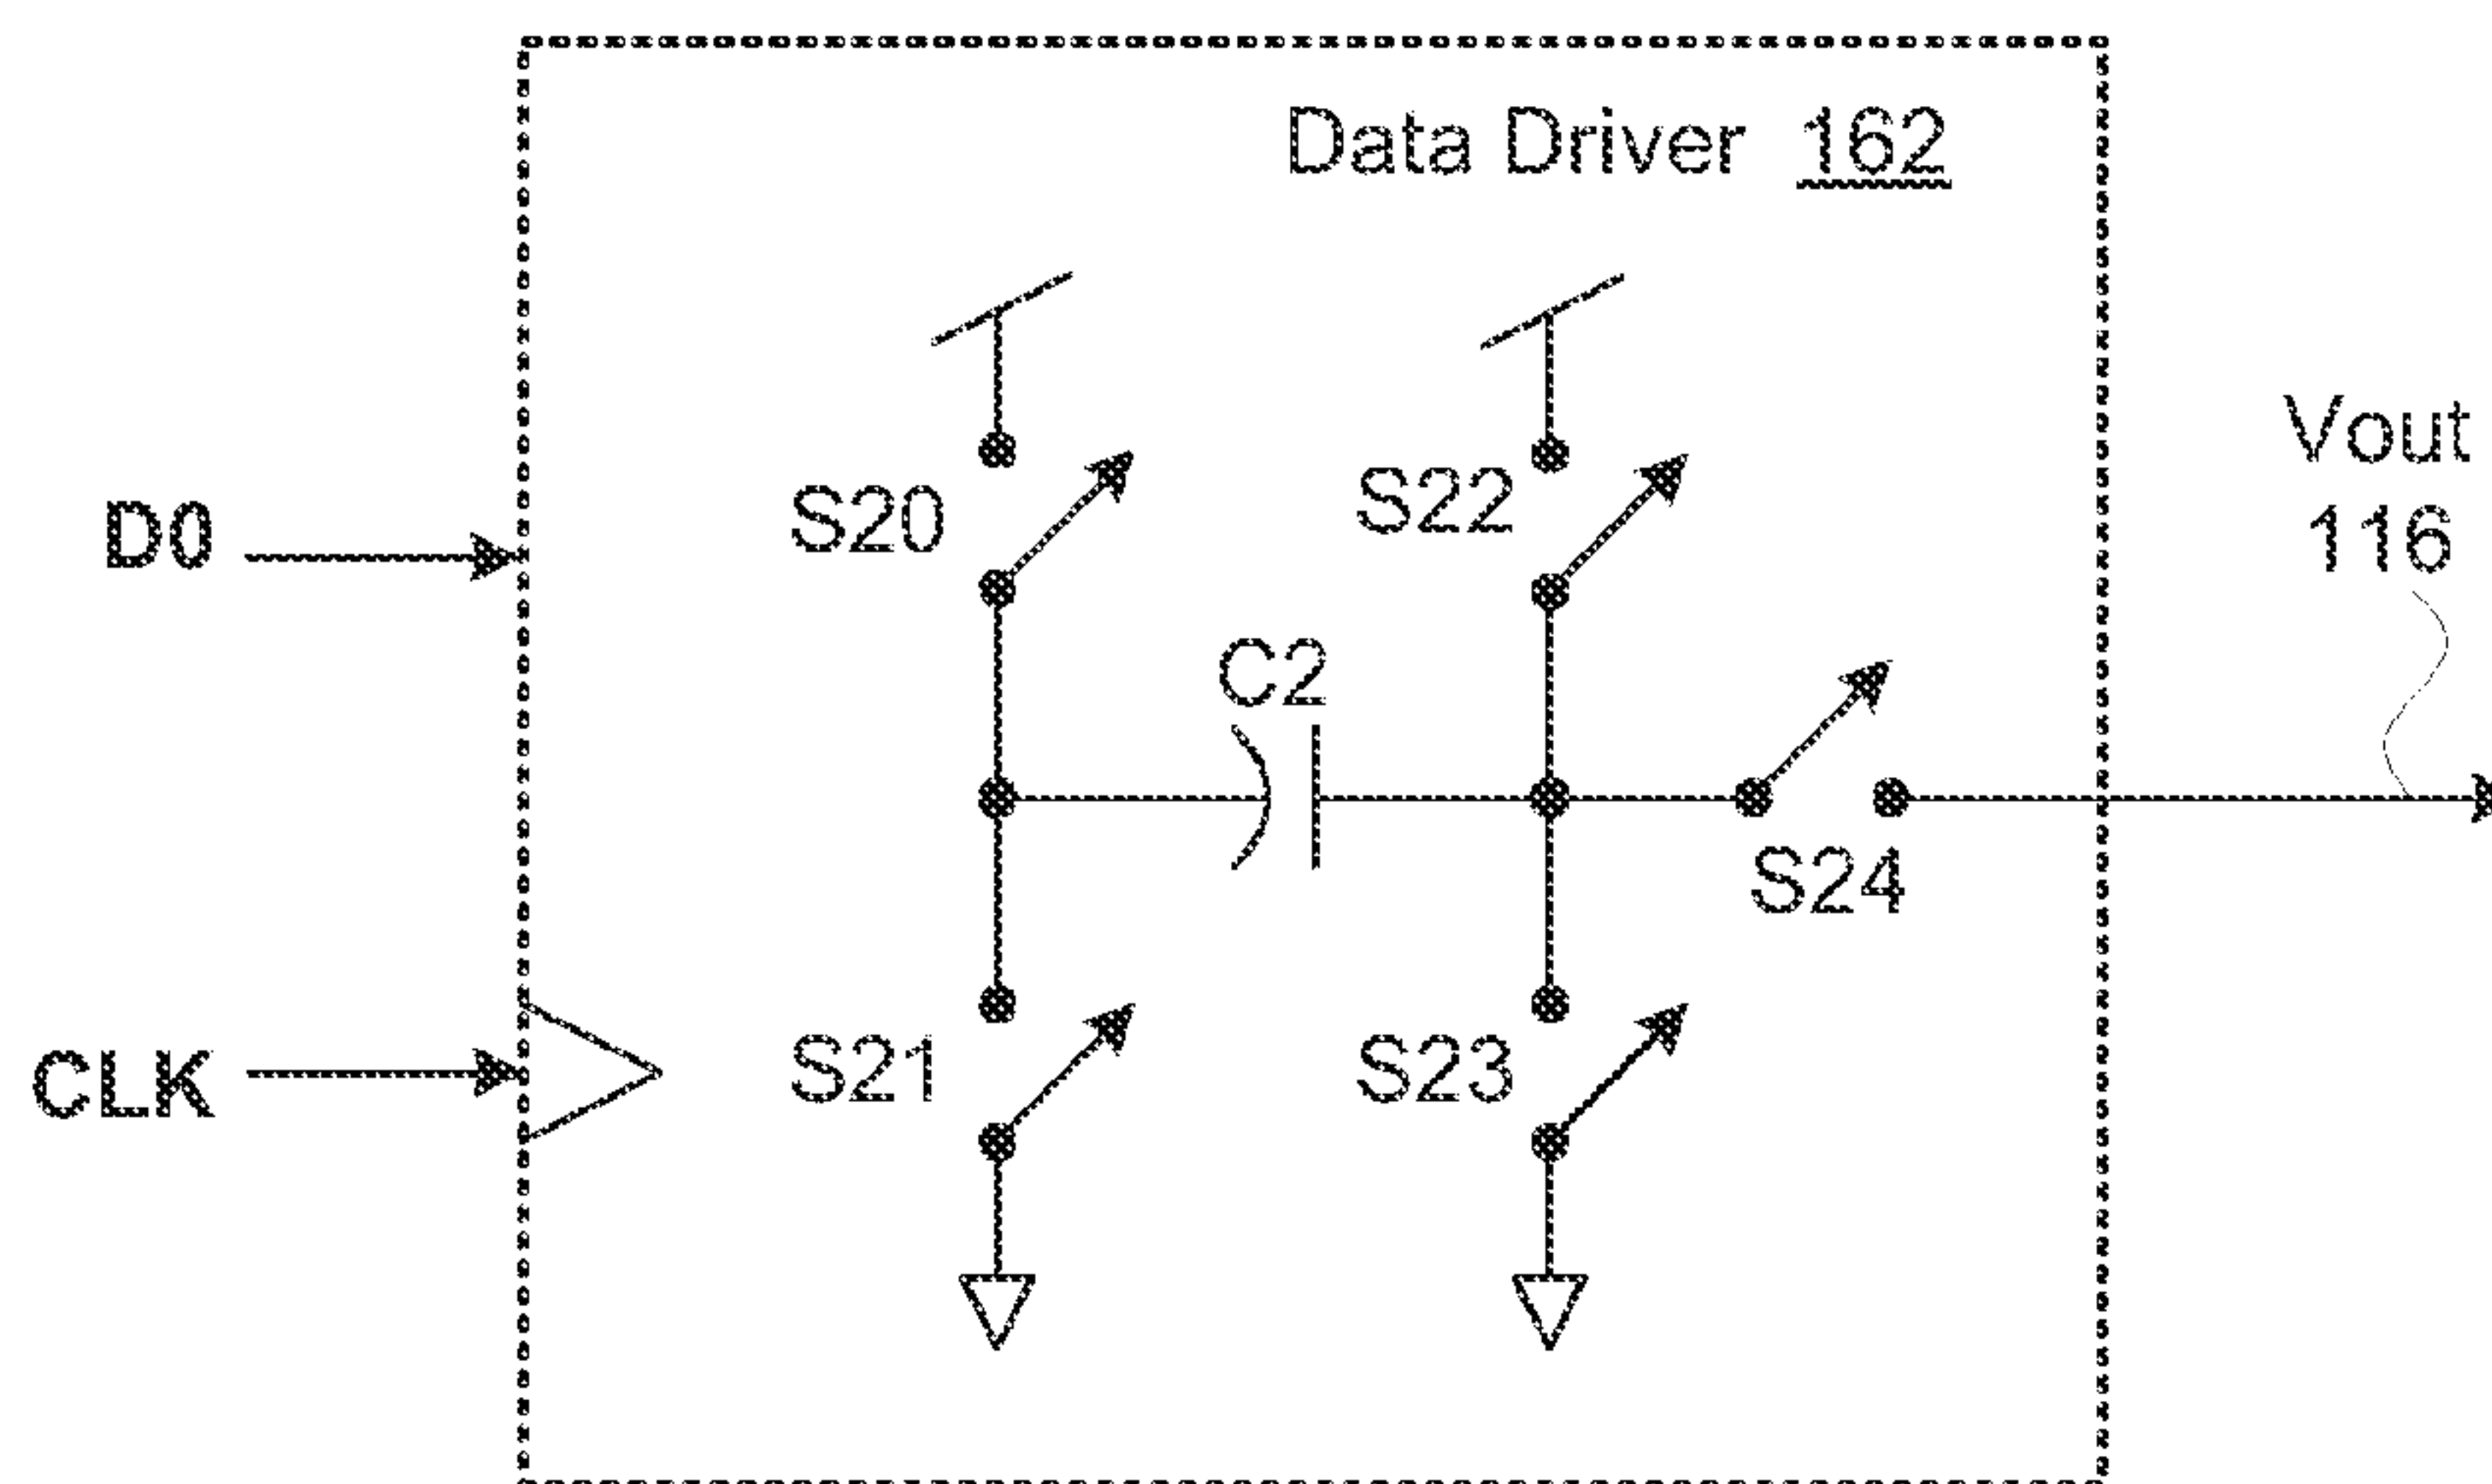 Data Driver 162
Vout
116
D0
S20
S22
C2
S24
CLK
S21
S23